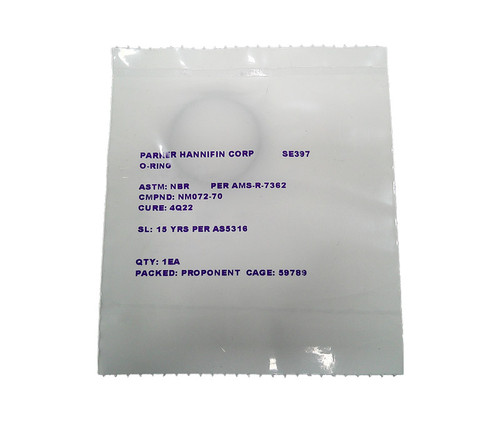 PARKER HANNIFIN CORP SE397
O-RING
ASTM: NBR PER AMS-R-7362
CMPND: NM072-70
CURE: 4Q22
SL: 15 YRS PER AS5316
QTY: 1EA
PACKED: PROPONENT CAGE: 59789